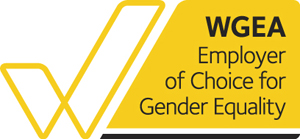 WGEA
Employer
of Choice for
Gender Equality